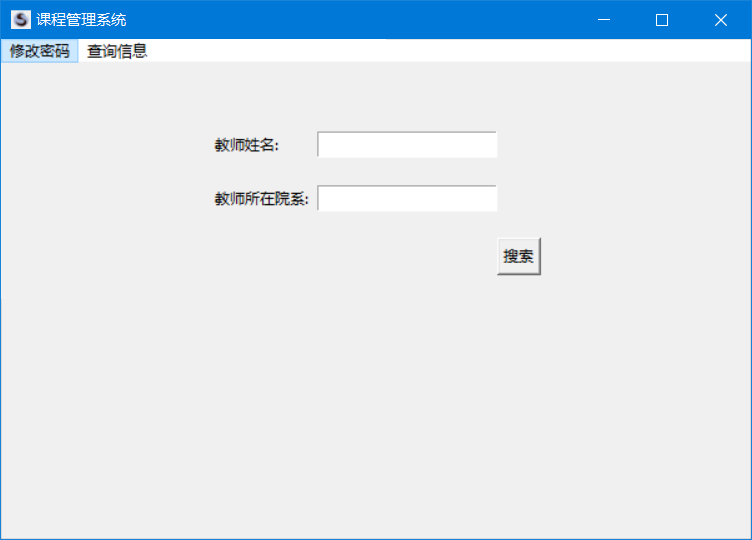 课程管理系统
修改密码 查询信息
教师姓名:
教师所在院系:
搜索